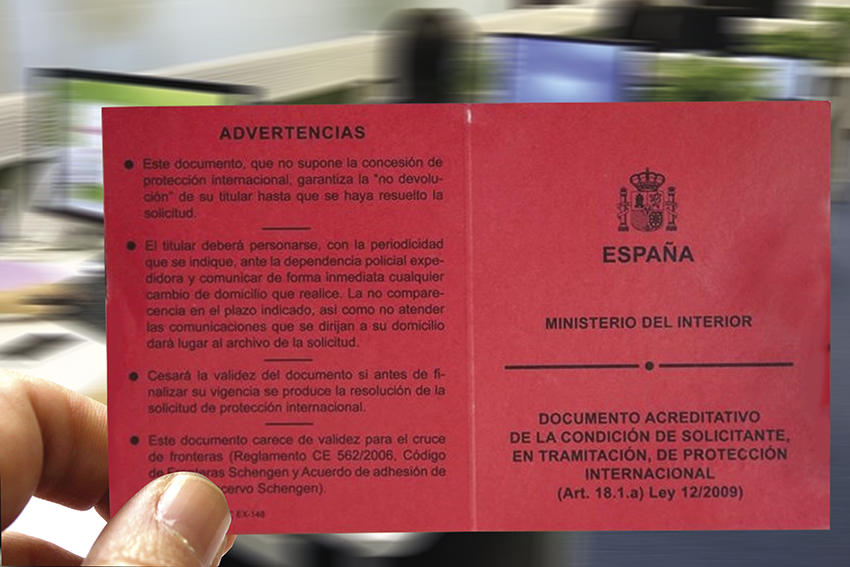 ADVERTENCIAS
● Este documento, que no supone la concesión de
protección internacional, garantiza la "no devolu-
ción" de su titular hasta que se haya resuelto la
solicitud.
● El titular deberá personarse, con la periodicidad
que se indique, ante la dependencia policial expe-
didora y comunicar de forma inmediata cualquier
cambio de domicilio que realice. La no compare-
cencia en el plazo indicado, así como no atender
las comunicaciones que se dirijan a su domicilio
dará lugar al archivo de la solicitud.
● Cesará la validez del documento si antes de fi-
nalizar su vigencia se produce la resolución de la
solicitud de protección internacional.
● Este documento carece de validez para el cruce
de fronteras (Reglamento CE 562/2006, Código
de Fronteras Schengen y Acuerdo de adhesión de
cervo Schengen).
EX-148
ESPAÑA
MINISTERIO DEL INTERIOR
DOCUMENTO ACREDITATIVO
DE LA CONDICIÓN DE SOLICITANTE,
EN TRAMITACIÓN, DE PROTECCIÓN
INTERNACIONAL
(Art. 18.1.a) Ley 12/2009)